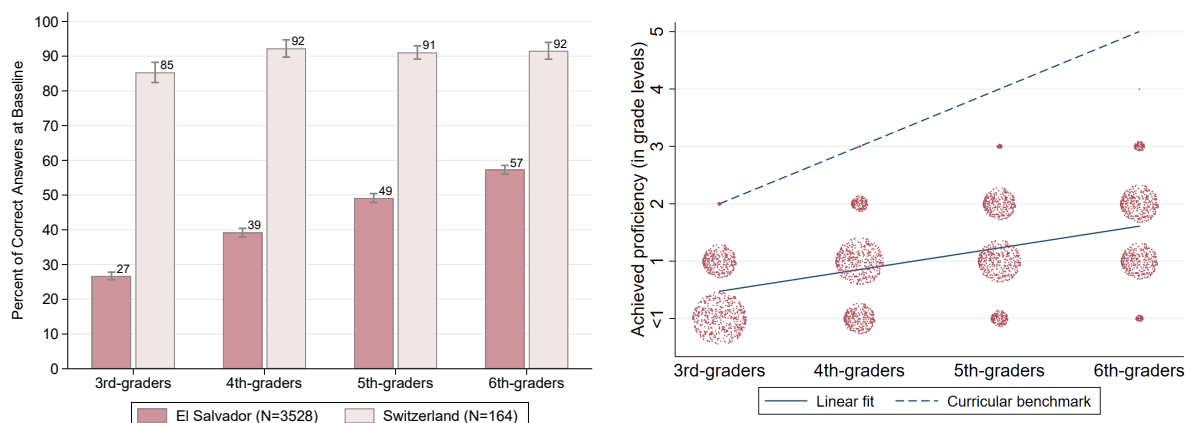 Percent of Correct Answers at Baseline
100
90
80
70
60
50
40
30
20
10
0
27
85
39
92
49
91
57
92
3rd-graders
4th-graders
5th-graders
6th-graders
El Salvador (N=3528)
Switzerland (N=164)
Achieved proficiency (in grade levels)
5
4
3
2
1
<1
3rd-graders
4th-graders
5th-graders
6th-graders
Linear fit
Curricular benchmark